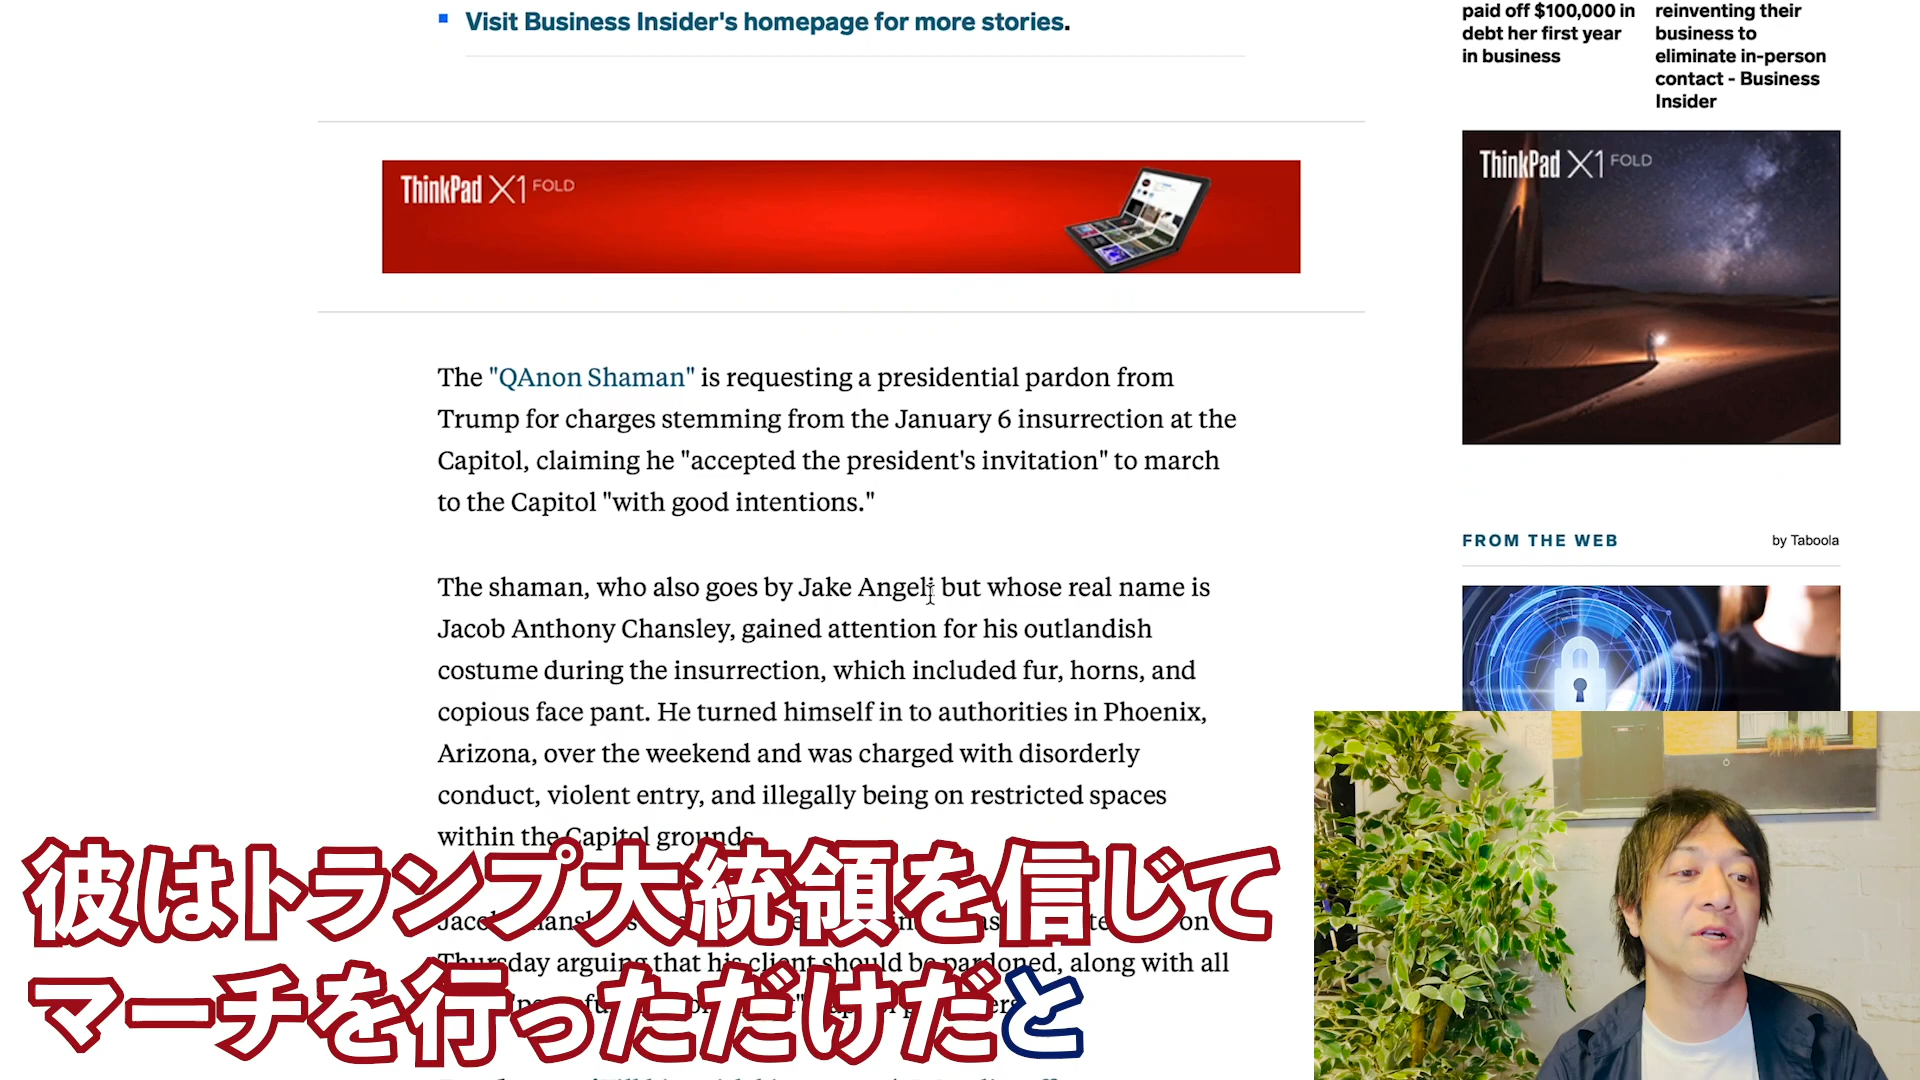 Visit Business Insider's homepage for more stories.
paid off $100,000 in
debt her first year
in business
reinventing their
business to
eliminate in-person
contact - Business
Insider
ThinkPad X1 FOLD
ThinkPad X1 FOLD
The "QAnon Shaman" is requesting a presidential pardon from
Trump for charges stemming from the January 6 insurrection at the
Capitol, claiming he "accepted the president's invitation" to march
to the Capitol "with good intentions."
FROM THE WEB
by Taboola
The shaman, who also goes by Jake Angeli but whose real name is
Jacob Anthony Chansley, gained attention for his outlandish
costume during the insurrection, which included fur, horns, and
copious face pant. He turned himself in to authorities in Phoenix,
Arizona, over the weekend and was charged with disorderly
conduct, violent entry, and illegally being on restricted spaces
within the Capitol grounds.
on
Thursday arguing that his client should be pardoned, along with all
彼はトランプ大統領を信じて
マーチを行っただけだと